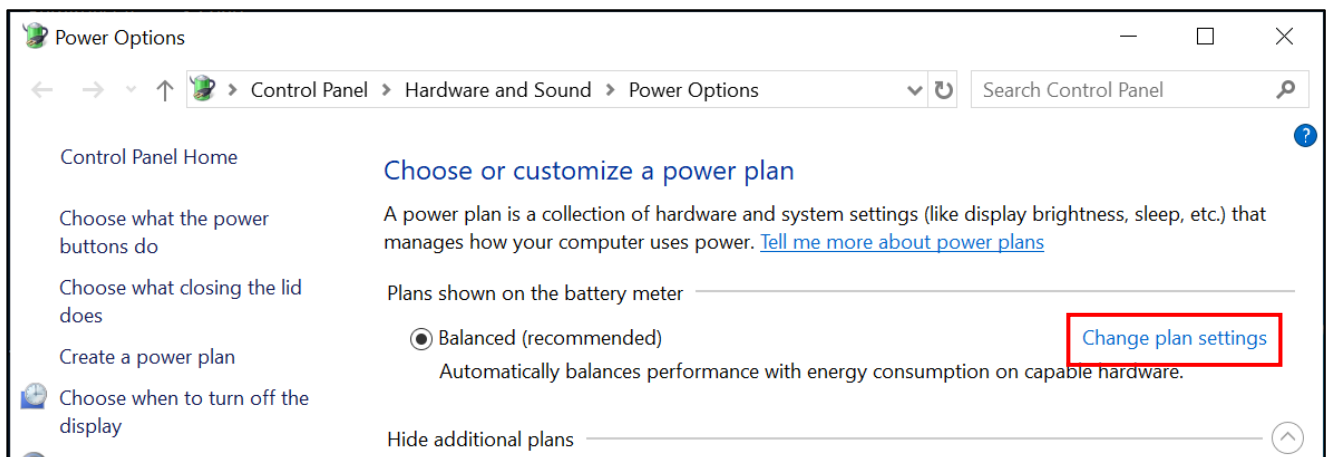 Power Options
Control Panel > Hardware and Sound > Power Options
Search Control Panel
Control Panel Home
Choose what the power
buttons do
Choose what closing the lid
does
Create a power plan
Choose when to turn off the
display
Choose or customize a power plan
A power plan is a collection of hardware and system settings (like display brightness, sleep, etc.) that
manages how your computer uses power. Tell me more about power plans
Plans shown on the battery meter
Balanced (recommended)
Change plan settings
Automatically balances performance with energy consumption on capable hardware.
Hide additional plans